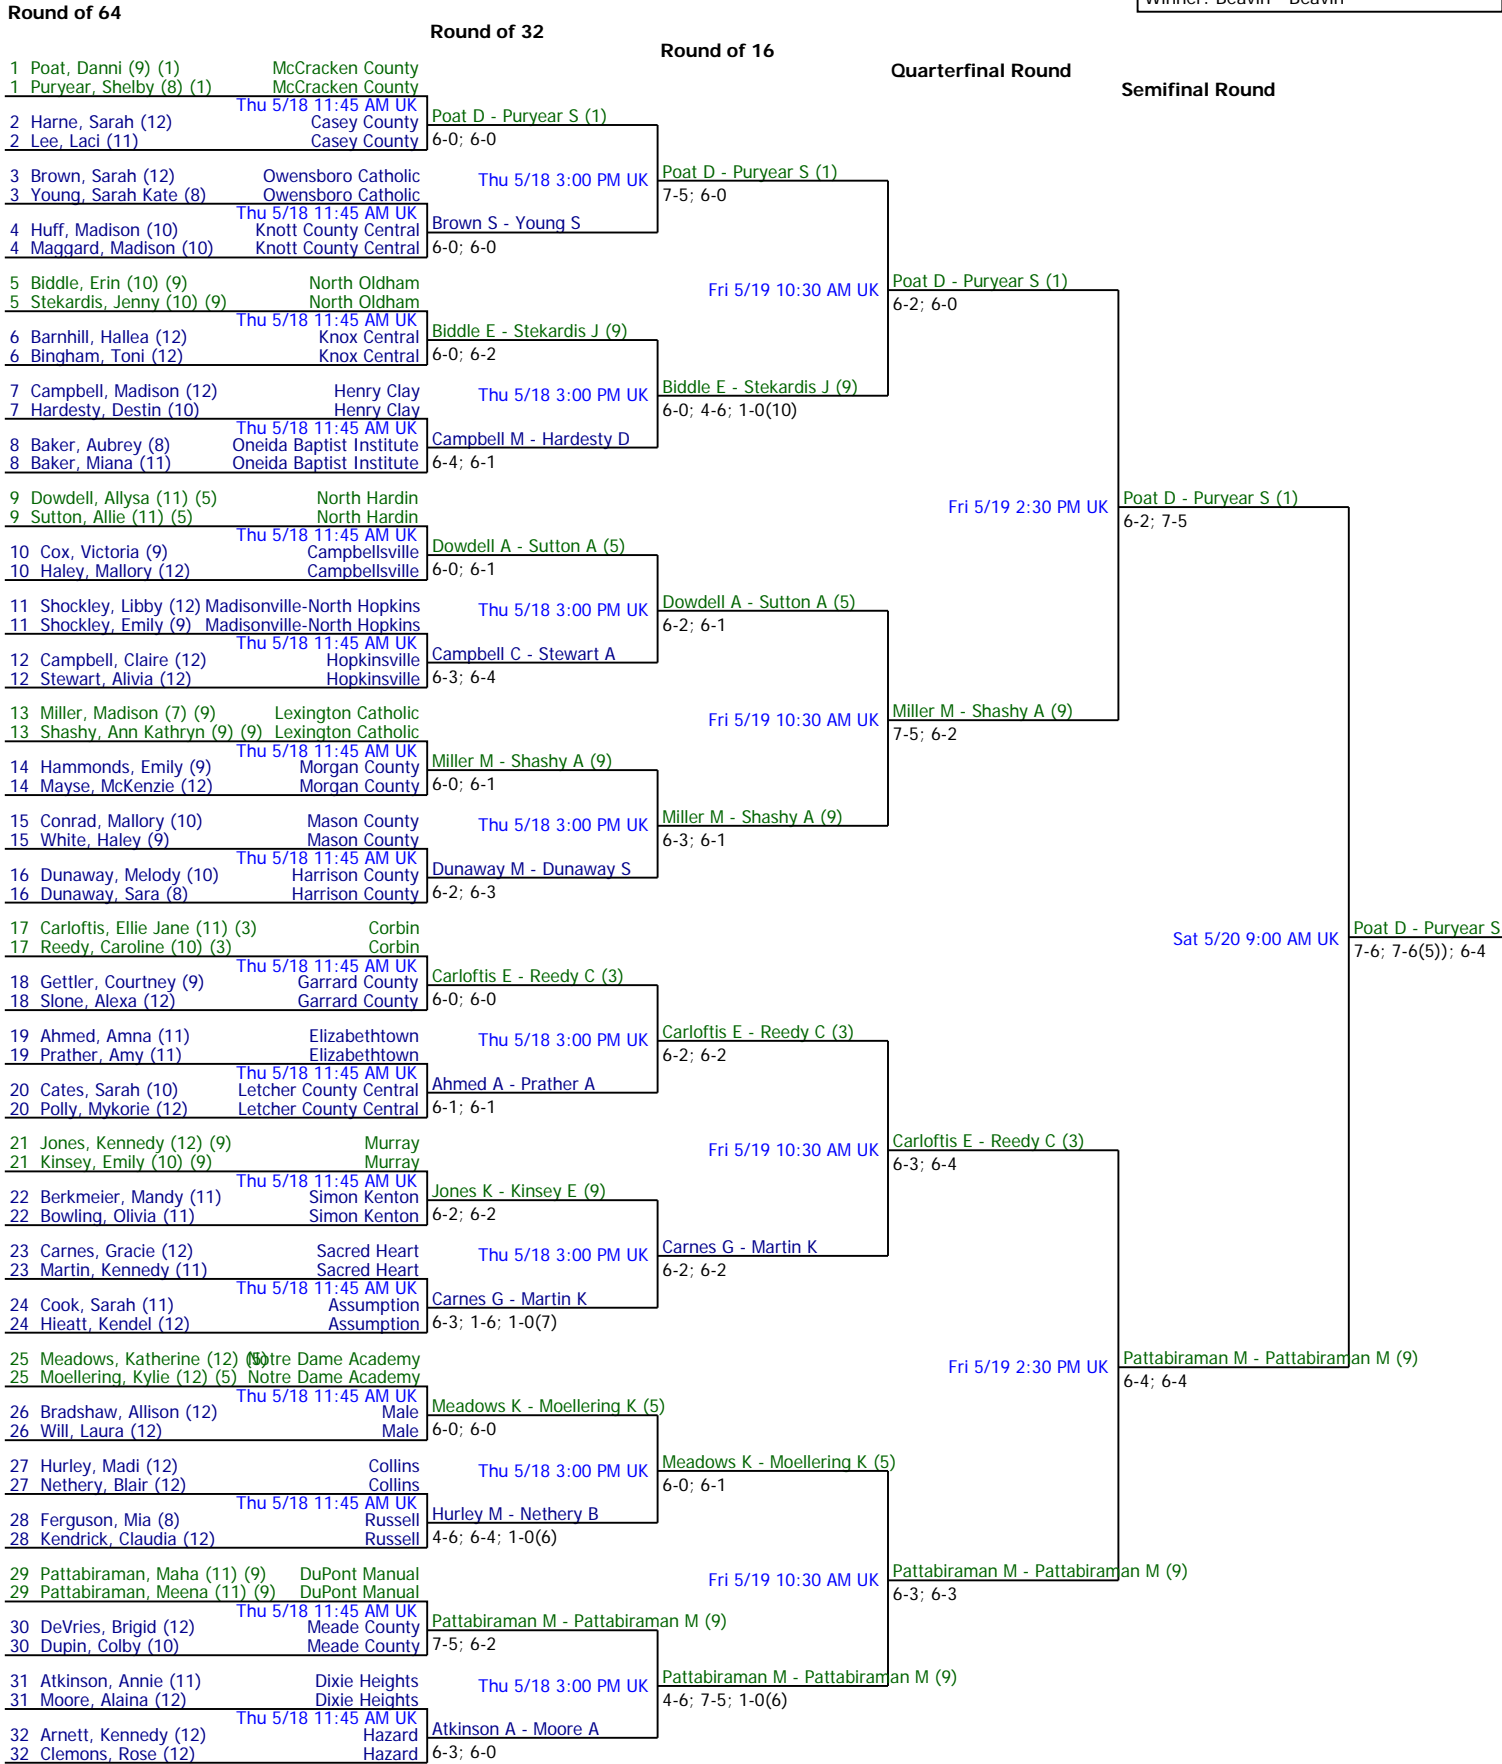 Winner: Beavin - Beavin
Round of 64
Round of 32
Round of 16
Quarterfinal Round
Semifinal Round
1 Poat, Danni (9) (1) McCracken County
1 Puryear, Shelby (8) (1) McCracken County
Thu 5/18 11:45 AM UK
Poat D - Puryear S (1)
2 Harne, Sarah (12) Casey County
2 Lee, Laci (11) Casey County
6-0; 6-0
3 Brown, Sarah (12) Owensboro Catholic
3 Young, Sarah Kate (8) Owensboro Catholic
Thu 5/18 3:00 PM UK
Poat D - Puryear S (1)
7-5; 6-0
Thu 5/18 11:45 AM UK
Brown S - Young S
4 Huff, Madison (10) Knott County Central
4 Maggard, Madison (10) Knott County Central
6-0; 6-0
5 Biddle, Erin (10) (9) North Oldham
5 Stekardis, Jenny (10) (9) North Oldham
Fri 5/19 10:30 AM UK
Poat D - Puryear S (1)
6-2; 6-0
Thu 5/18 11:45 AM UK
Biddle E - Stekardis J (9)
6 Barnhill, Hallea (12) Knox Central
6 Bingham, Toni (12) Knox Central
6-0; 6-2
7 Campbell, Madison (12) Henry Clay
7 Hardesty, Destin (10) Henry Clay
Thu 5/18 3:00 PM UK
Biddle E - Stekardis J (9)
6-0; 4-6; 1-0(10)
Thu 5/18 11:45 AM UK
Campbell M - Hardesty D
8 Baker, Aubrey (8) Oneida Baptist Institute
8 Baker, Miana (11) Oneida Baptist Institute
6-4; 6-1
9 Dowdell, Allysa (11) (5) North Hardin
9 Sutton, Allie (11) (5) North Hardin
Fri 5/19 2:30 PM UK
Poat D - Puryear S (1)
6-2; 7-5
Thu 5/18 11:45 AM UK
Dowdell A - Sutton A (5)
10 Cox, Victoria (9) Campbellsville
10 Haley, Mallory (12) Campbellsville
6-0; 6-1
11 Shockley, Libby (12) Madisonville-North Hopkins
11 Shockley, Emily (9) Madisonville-North Hopkins
Thu 5/18 3:00 PM UK
Dowdell A - Sutton A (5)
6-2; 6-1
Thu 5/18 11:45 AM UK
Campbell C - Stewart A
12 Campbell, Claire (12) Hopkinsville
12 Stewart, Alivia (12) Hopkinsville
6-3; 6-4
13 Miller, Madison (7) (9) Lexington Catholic
13 Shashy, Ann Kathryn (9) (9) Lexington Catholic
Fri 5/19 10:30 AM UK
Miller M - Shashy A (9)
7-5; 6-2
Thu 5/18 11:45 AM UK
Miller M - Shashy A (9)
14 Hammonds, Emily (9) Morgan County
14 Mayse, McKenzie (12) Morgan County
6-0; 6-1
15 Conrad, Mallory (10) Mason County
15 White, Haley (9) Mason County
Thu 5/18 3:00 PM UK
Miller M - Shashy A (9)
6-3; 6-1
Thu 5/18 11:45 AM UK
Dunaway M - Dunaway S
16 Dunaway, Melody (10) Harrison County
16 Dunaway, Sara (8) Harrison County
6-2; 6-3
17 Carloftis, Ellie Jane (11) (3) Corbin
17 Reedy, Caroline (10) (3) Corbin
Sat 5/20 9:00 AM UK
Poat D - Puryear S
7-6; 7-6(5)); 6-4
Thu 5/18 11:45 AM UK
Carloftis E - Reedy C (3)
18 Gettler, Courtney (9) Garrard County
18 Slone, Alexa (12) Garrard County
6-0; 6-0
19 Ahmed, Amna (11) Elizabethtown
19 Prather, Amy (11) Elizabethtown
Thu 5/18 3:00 PM UK
Carloftis E - Reedy C (3)
6-2; 6-2
Thu 5/18 11:45 AM UK
Ahmed A - Prather A
20 Cates, Sarah (10) Letcher County Central
20 Polly, Mykorie (12) Letcher County Central
6-1; 6-1
21 Jones, Kennedy (12) (9) Murray
21 Kinsey, Emily (10) (9) Murray
Fri 5/19 10:30 AM UK
Carloftis E - Reedy C (3)
6-3; 6-4
Thu 5/18 11:45 AM UK
Jones K - Kinsey E (9)
22 Berkmeier, Mandy (11) Simon Kenton
22 Bowling, Olivia (11) Simon Kenton
6-2; 6-2
23 Carnes, Gracie (12) Sacred Heart
23 Martin, Kennedy (11) Sacred Heart
Thu 5/18 3:00 PM UK
Carnes G - Martin K
6-2; 6-2
Thu 5/18 11:45 AM UK
Carnes G - Martin K
24 Cook, Sarah (11) Assumption
24 Hieatt, Kendel (12) Assumption
6-3; 1-6; 1-0(7)
25 Meadows, Katherine (12) (5) Notre Dame Academy
25 Moellering, Kylie (12) (5) Notre Dame Academy
Fri 5/19 2:30 PM UK
Pattabiraman M - Pattabiraman M (9)
6-4; 6-4
Thu 5/18 11:45 AM UK
Meadows K - Moellering K (5)
26 Bradshaw, Allison (12) Male
26 Will, Laura (12) Male
6-0; 6-0
27 Hurley, Madi (12) Collins
27 Nethery, Blair (12) Collins
Thu 5/18 3:00 PM UK
Meadows K - Moellering K (5)
6-0; 6-1
Thu 5/18 11:45 AM UK
Hurley M - Nethery B
28 Ferguson, Mia (8) Russell
28 Kendrick, Claudia (12) Russell
4-6; 6-4; 1-0(6)
29 Pattabiraman, Maha (11) (9) DuPont Manual
29 Pattabiraman, Meena (11) (9) DuPont Manual
Fri 5/19 10:30 AM UK
Pattabiraman M - Pattabiraman M (9)
6-3; 6-3
Thu 5/18 11:45 AM UK
Pattabiraman M - Pattabiraman M (9)
30 DeVries, Brigid (12) Meade County
30 Dupin, Colby (10) Meade County
7-5; 6-2
31 Atkinson, Annie (11) Dixie Heights
31 Moore, Alaina (12) Dixie Heights
Thu 5/18 3:00 PM UK
Pattabiraman M - Pattabiraman M (9)
4-6; 7-5; 1-0(6)
Thu 5/18 11:45 AM UK
Atkinson A - Moore A
32 Arnett, Kennedy (12) Hazard
32 Clemons, Rose (12) Hazard
6-3; 6-0